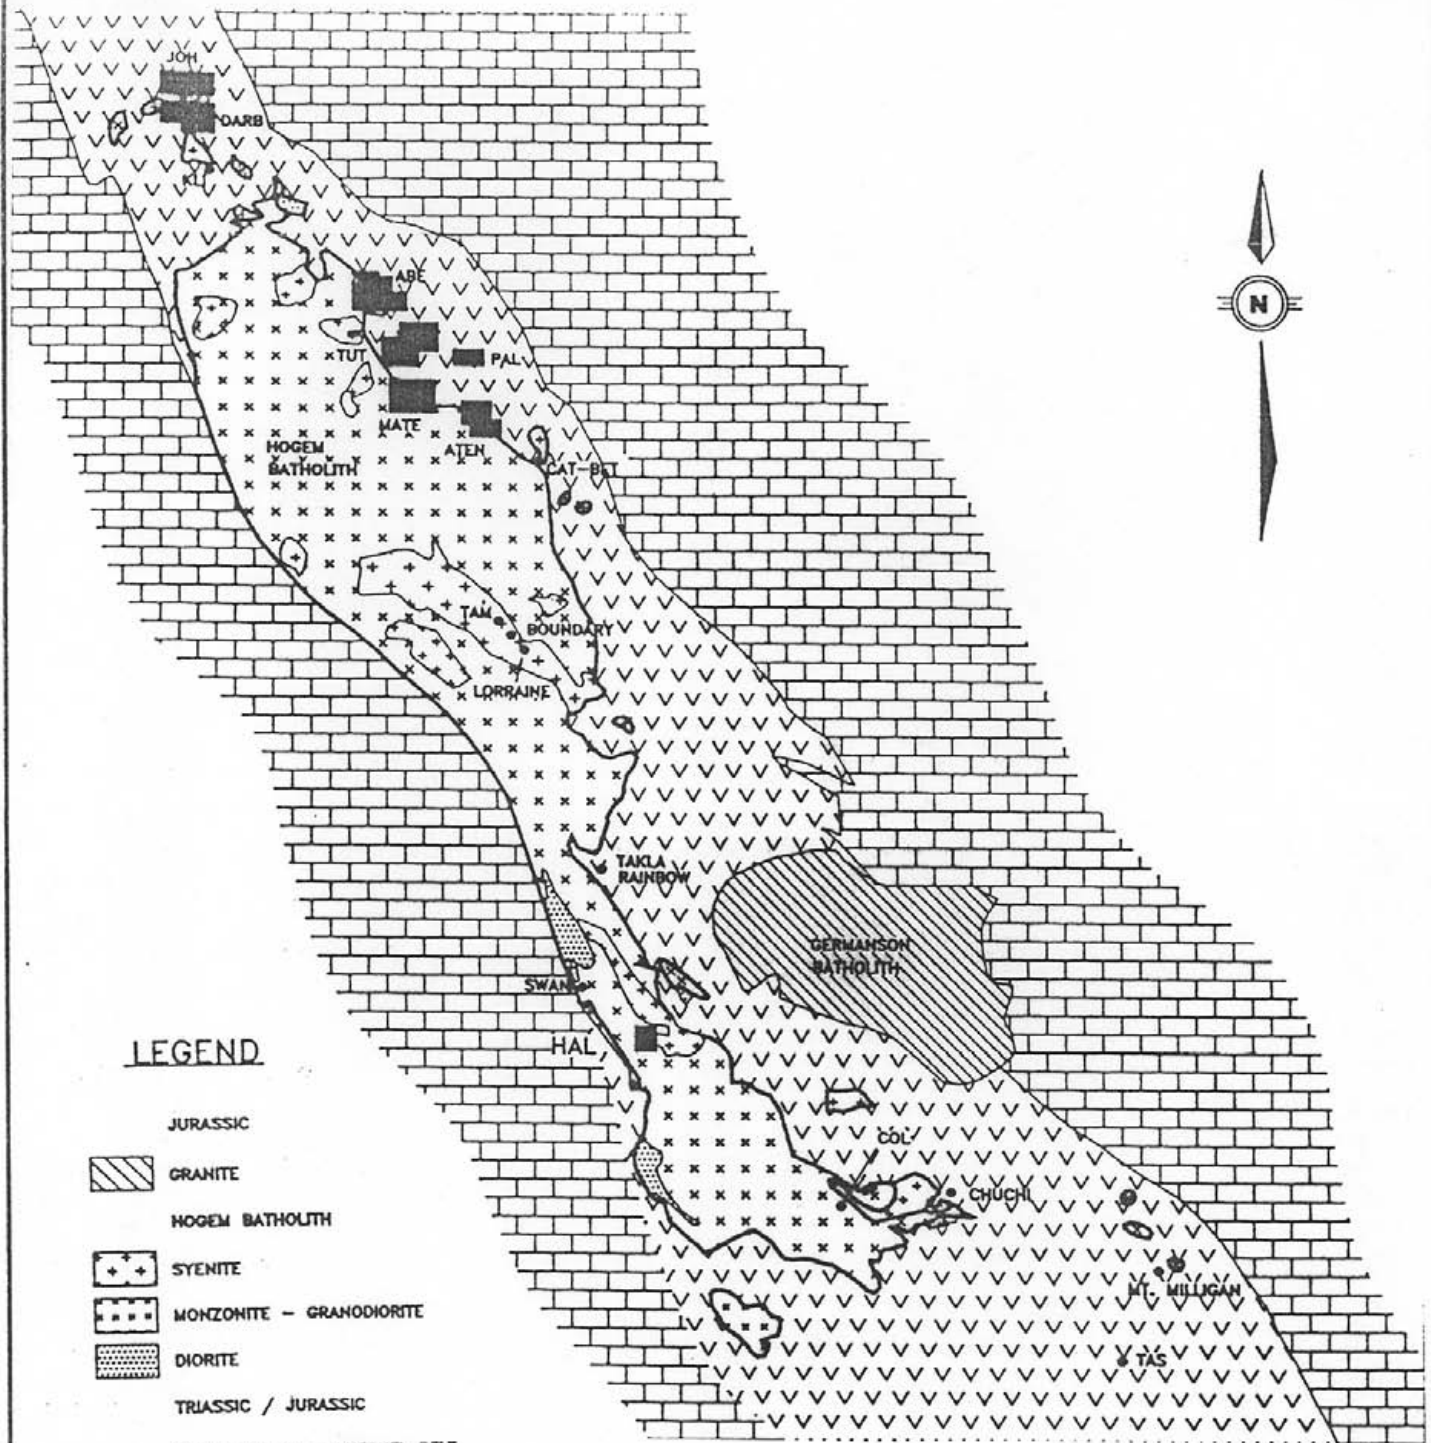 JOH
DARB
N
ABE
TUT
PAL
MATE
ATEN
HOGEM
BATHOLITH
CAT-BET
TAM
BOUNDARY
LORRAINE
TAKLA
RAINBOW
GERMANSON
BATHOLITH
SWAN
HAL
COL
CHUCHI
MT. MILLIGAN
TAS
LEGEND
JURASSIC
GRANITE
HOGEM BATHOLITH
SYENITE
MONZONITE - GRANODIORITE
DIORITE
TRIASSIC / JURASSIC